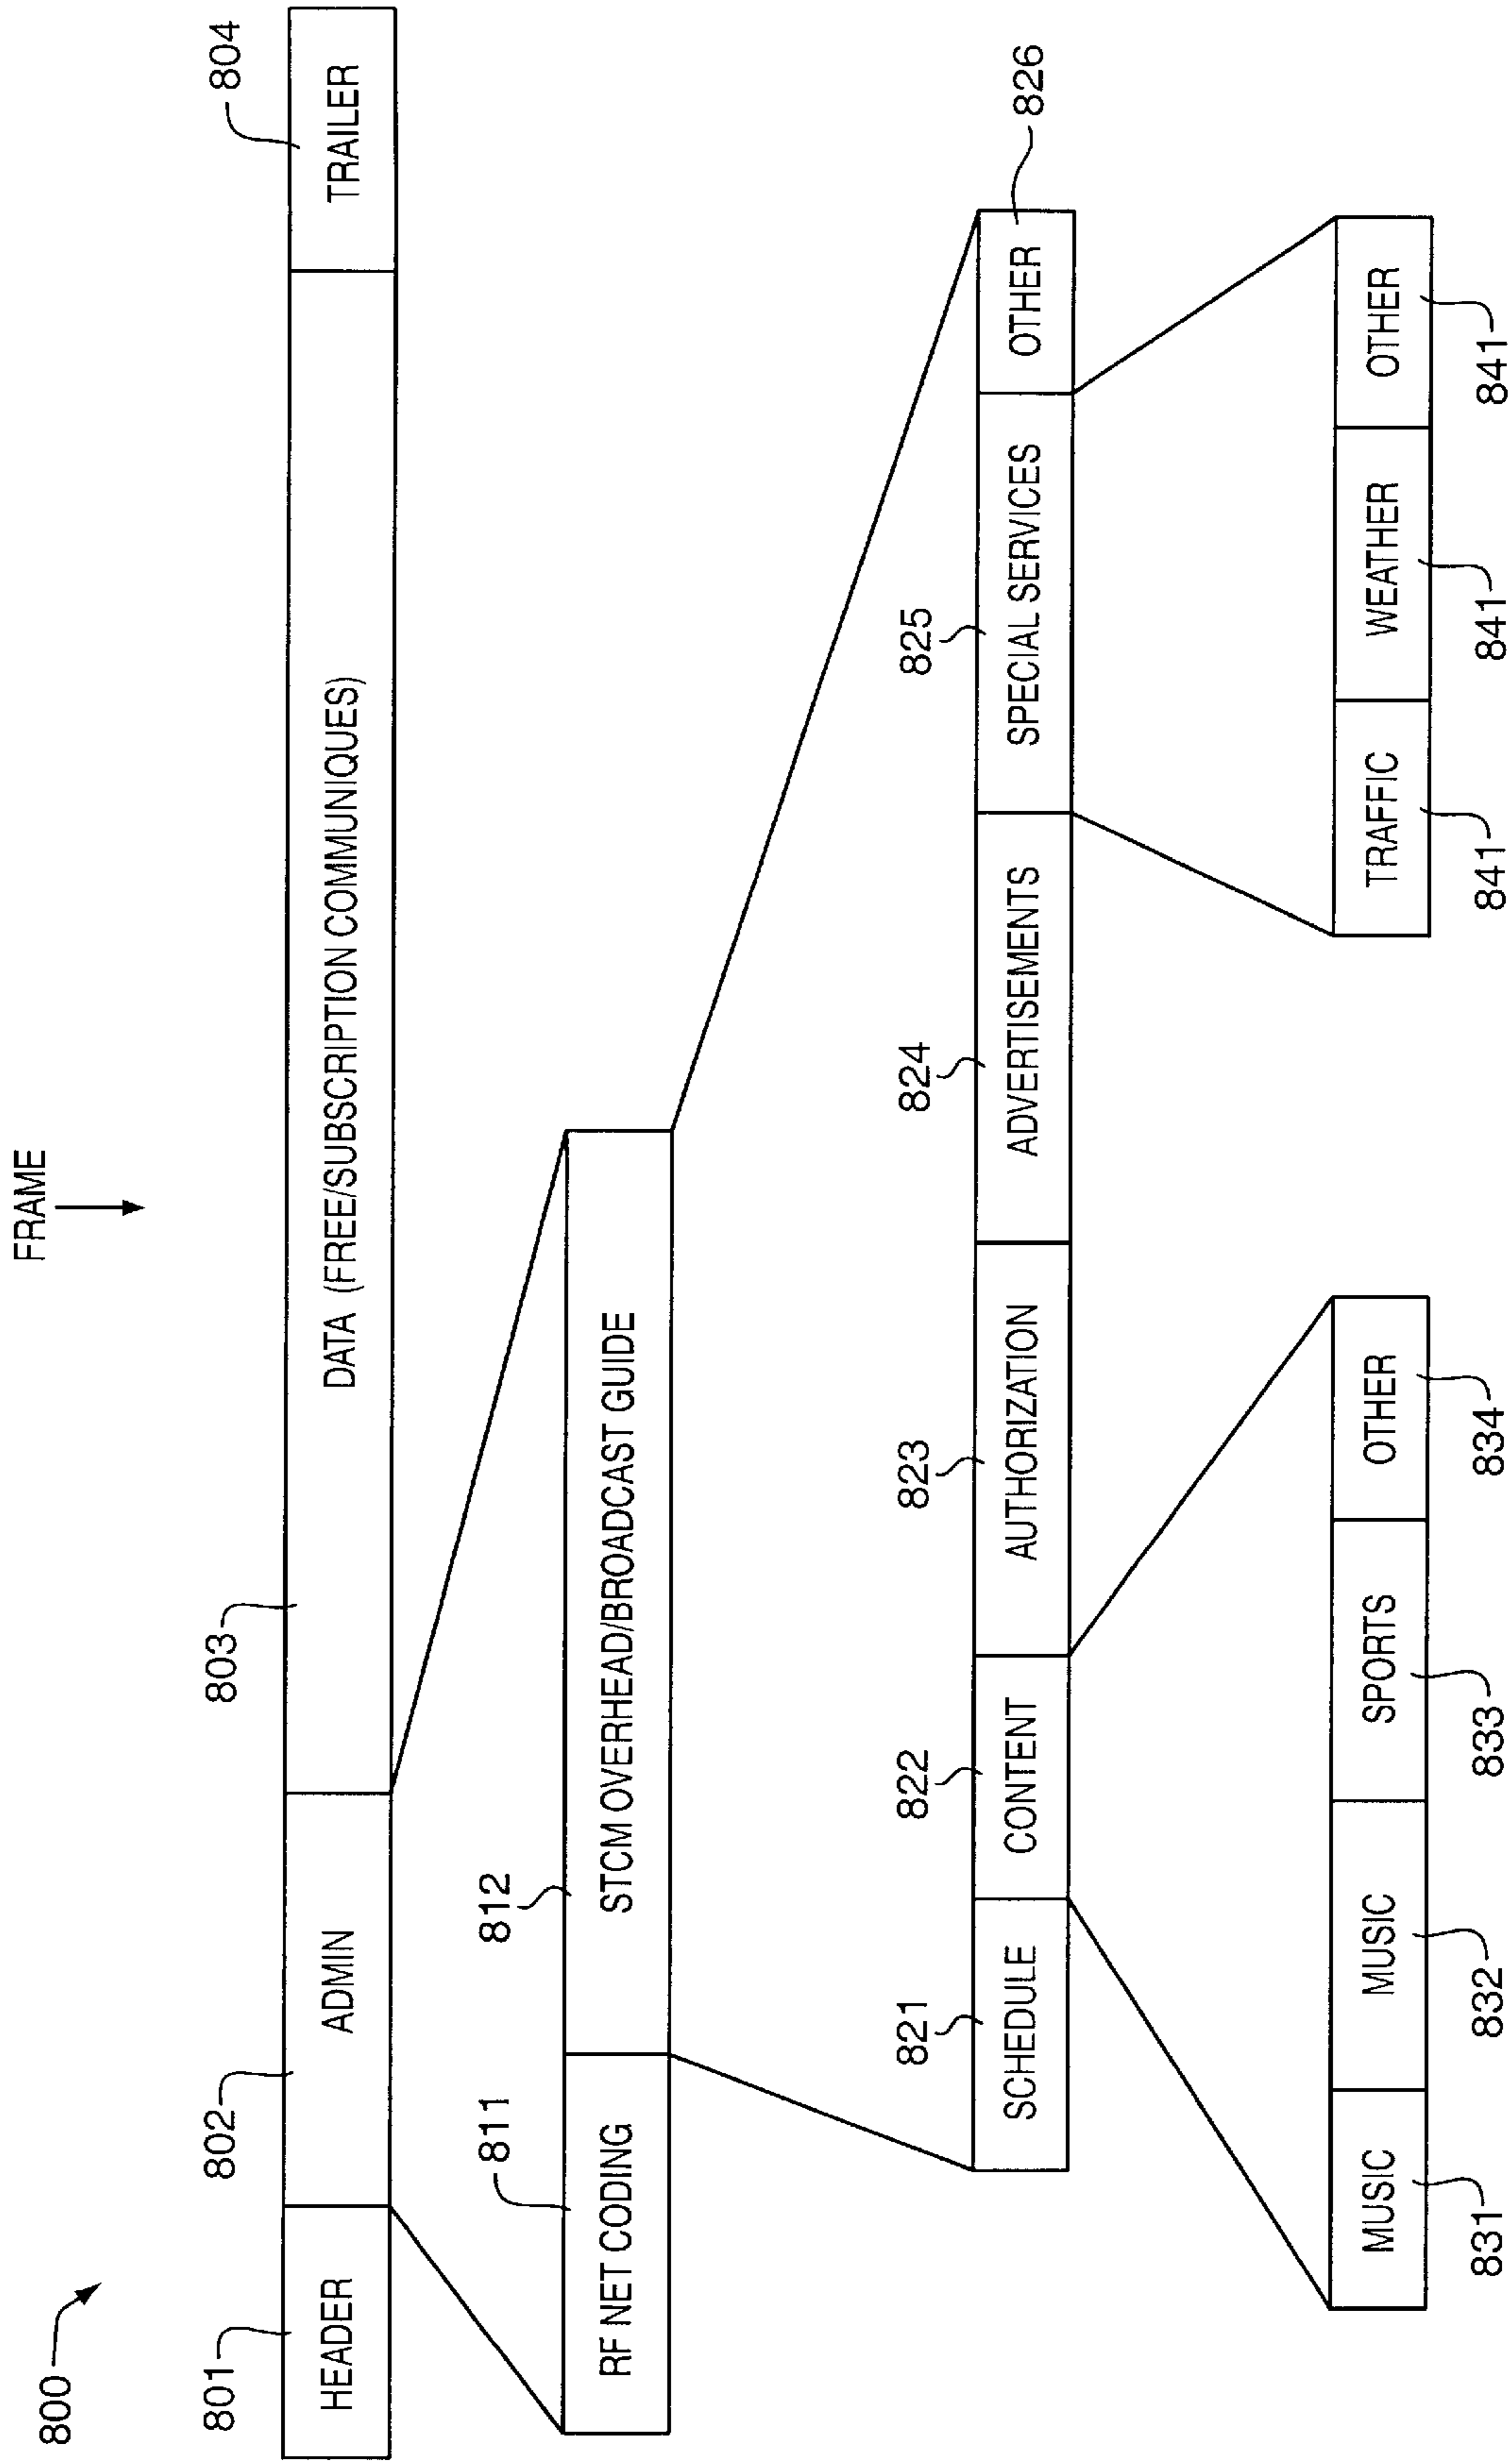 FRAME
800
801
802
803
804
HEADER
ADMIN
DATA (FREE/SUBSCRIPTION COMMUNIQUES)
TRAILER
811
812
RF NET CODING
STCM OVERHEAD/BROADCAST GUIDE
821
822
823
824
825
826
SCHEDULE
CONTENT
AUTHORIZATION
ADVERTISEMENTS
SPECIAL SERVICES
OTHER
MUSIC
MUSIC
SPORTS
OTHER
831
832
833
834
TRAFFIC
WEATHER
OTHER
841
841
841